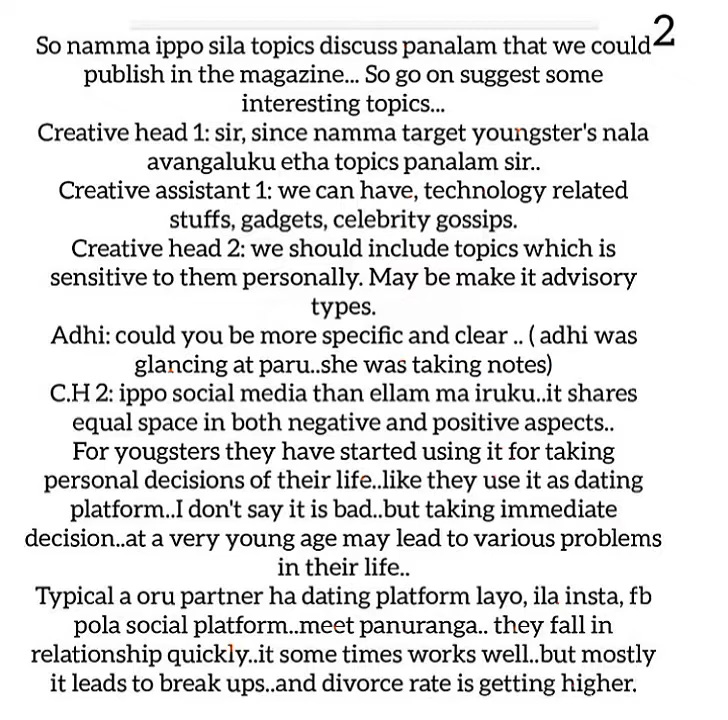 2
So namma ippo sila topics discuss panalam that we could
publish in the magazine... So go on suggest some
interesting topics...
Creative head 1: sir, since namma target youngster's nala
avangaluku etha topics panalam sir..
Creative assistant 1: we can have, technology related
stuffs, gadgets, celebrity gossips.
Creative head 2: we should include topics which is
sensitive to them personally. May be make it advisory
types.
Adhi: could you be more specific and clear .. ( adhi was
glancing at paru..she was taking notes)
C.H 2: ippo social media than ellam ma iruku..it shares
equal space in both negative and positive aspects..
For yougsters they have started using it for taking
personal decisions of their life..like they use it as dating
platform..I don't say it is bad..but taking immediate
decision..at a very young age may lead to various problems
in their life..
Typical a oru partner ha dating platform layo, ila insta, fb
pola social platform..meet panuranga.. they fall in
relationship quickly..it some times works well..but mostly
it leads to break ups..and divorce rate is getting higher.